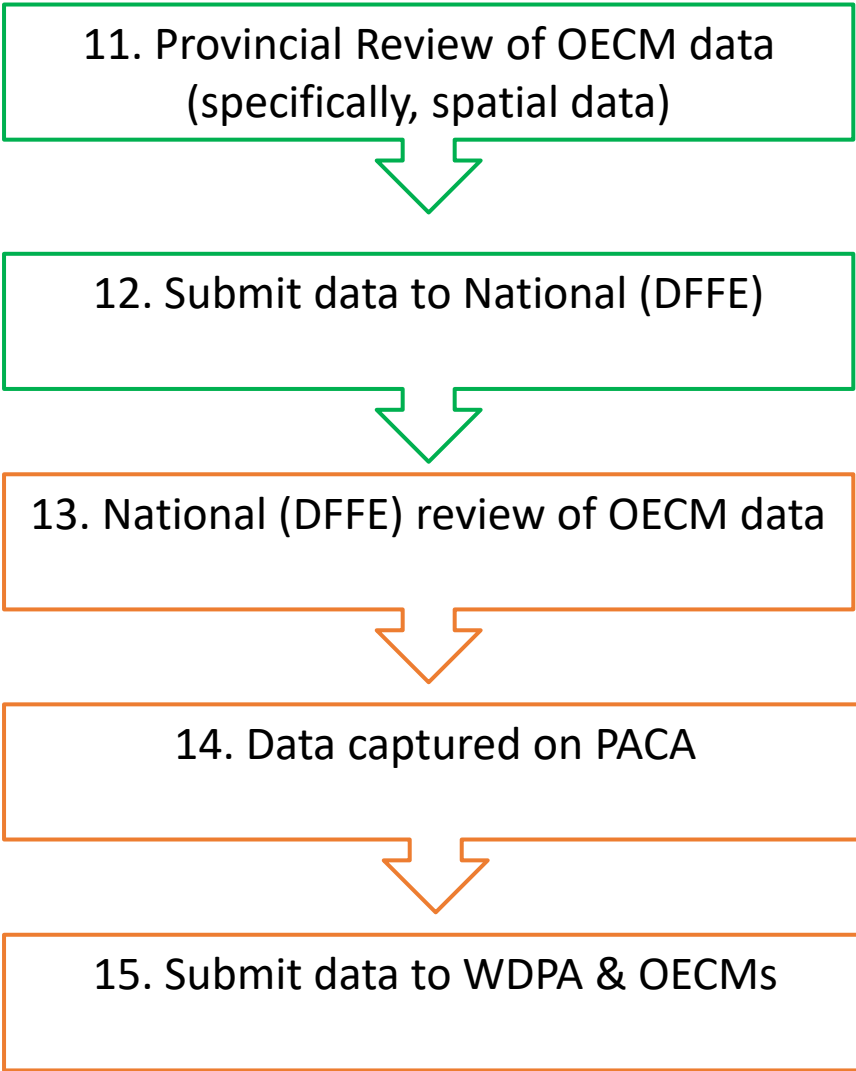 11. Provincial Review of OECM data
(specifically, spatial data)
12. Submit data to National (DFFE)
13. National (DFFE) review of OECM data
14. Data captured on PACA
15. Submit data to WDPA & OECMs